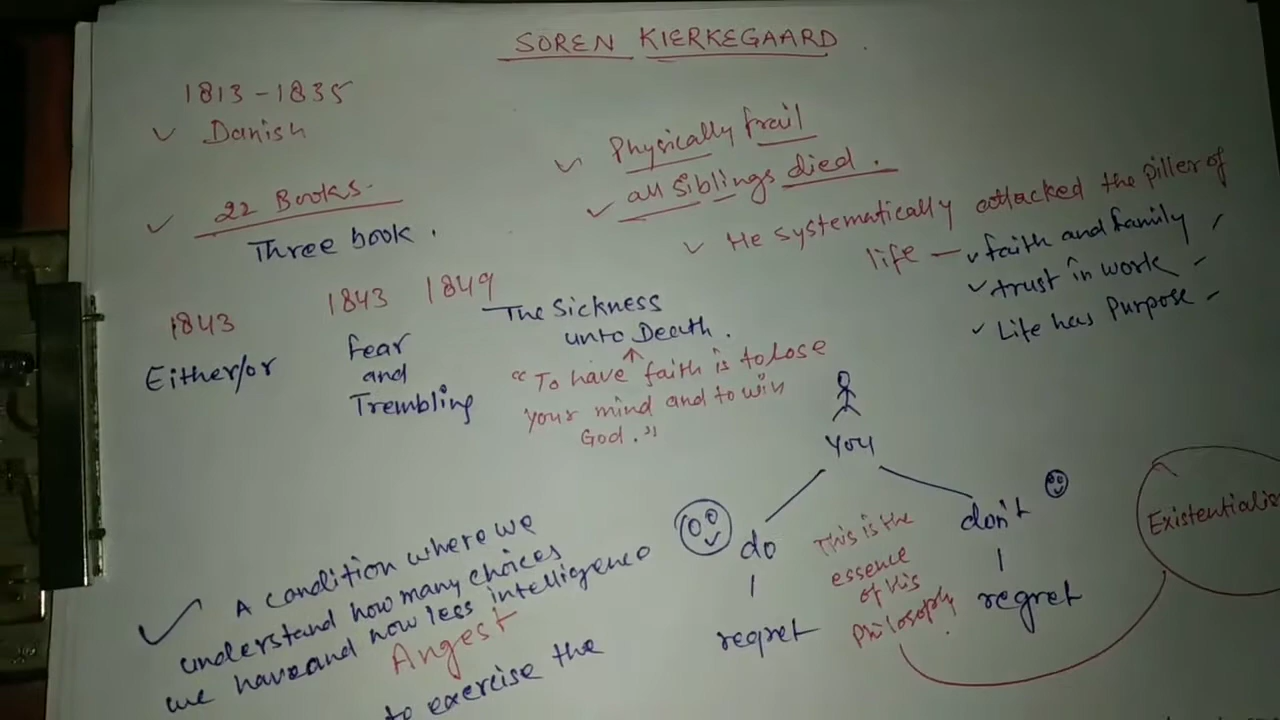 SOREN KIERKEGAARD
1813-1835
Danish
22 Books.
Three book.
1843
Either/or
1843
Fear
and
Trembling
1849
The Sickness
unto Death.
"To have faith is to lose
your mind and to win
God."
Physically frail
all siblings died.
He systematically attacked the piller of
life - faith and family
trust in work
Life has Purpose
You
do
regret
don't
regret
This is the
essence
of his
Philosophy
Existentialis
A condition where we
understand how many choices
we have and how less intelligence
Angest
to exercise the